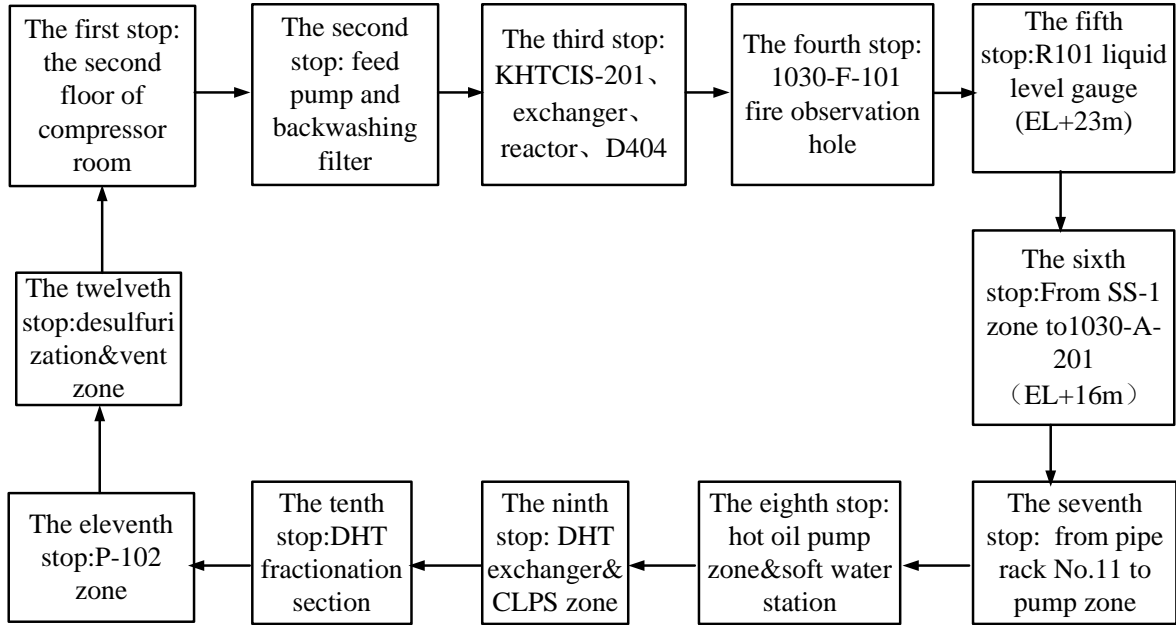 The first stop:
the second
floor of
compressor
room
The second
stop: feed
pump and
backwashing
filter
The third stop:
KHTCIS-201、
exchanger、
reactor、D404
The fourth stop:
1030-F-101
fire observation
hole
The fifth
stop:R101 liquid
level gauge
(EL+23m)
The sixth
stop:From SS-1
zone to1030-A-
201
（EL+16m）
The seventh
stop: from pipe
rack No.11 to
pump zone
The eighth stop:
hot oil pump
zone&soft water
station
The ninth
stop: DHT
exchanger&
CLPS zone
The tenth
stop:DHT
fractionation
section
The eleventh
stop:P-102
zone
The twelveth
stop:desulfuri
zation&vent
zone